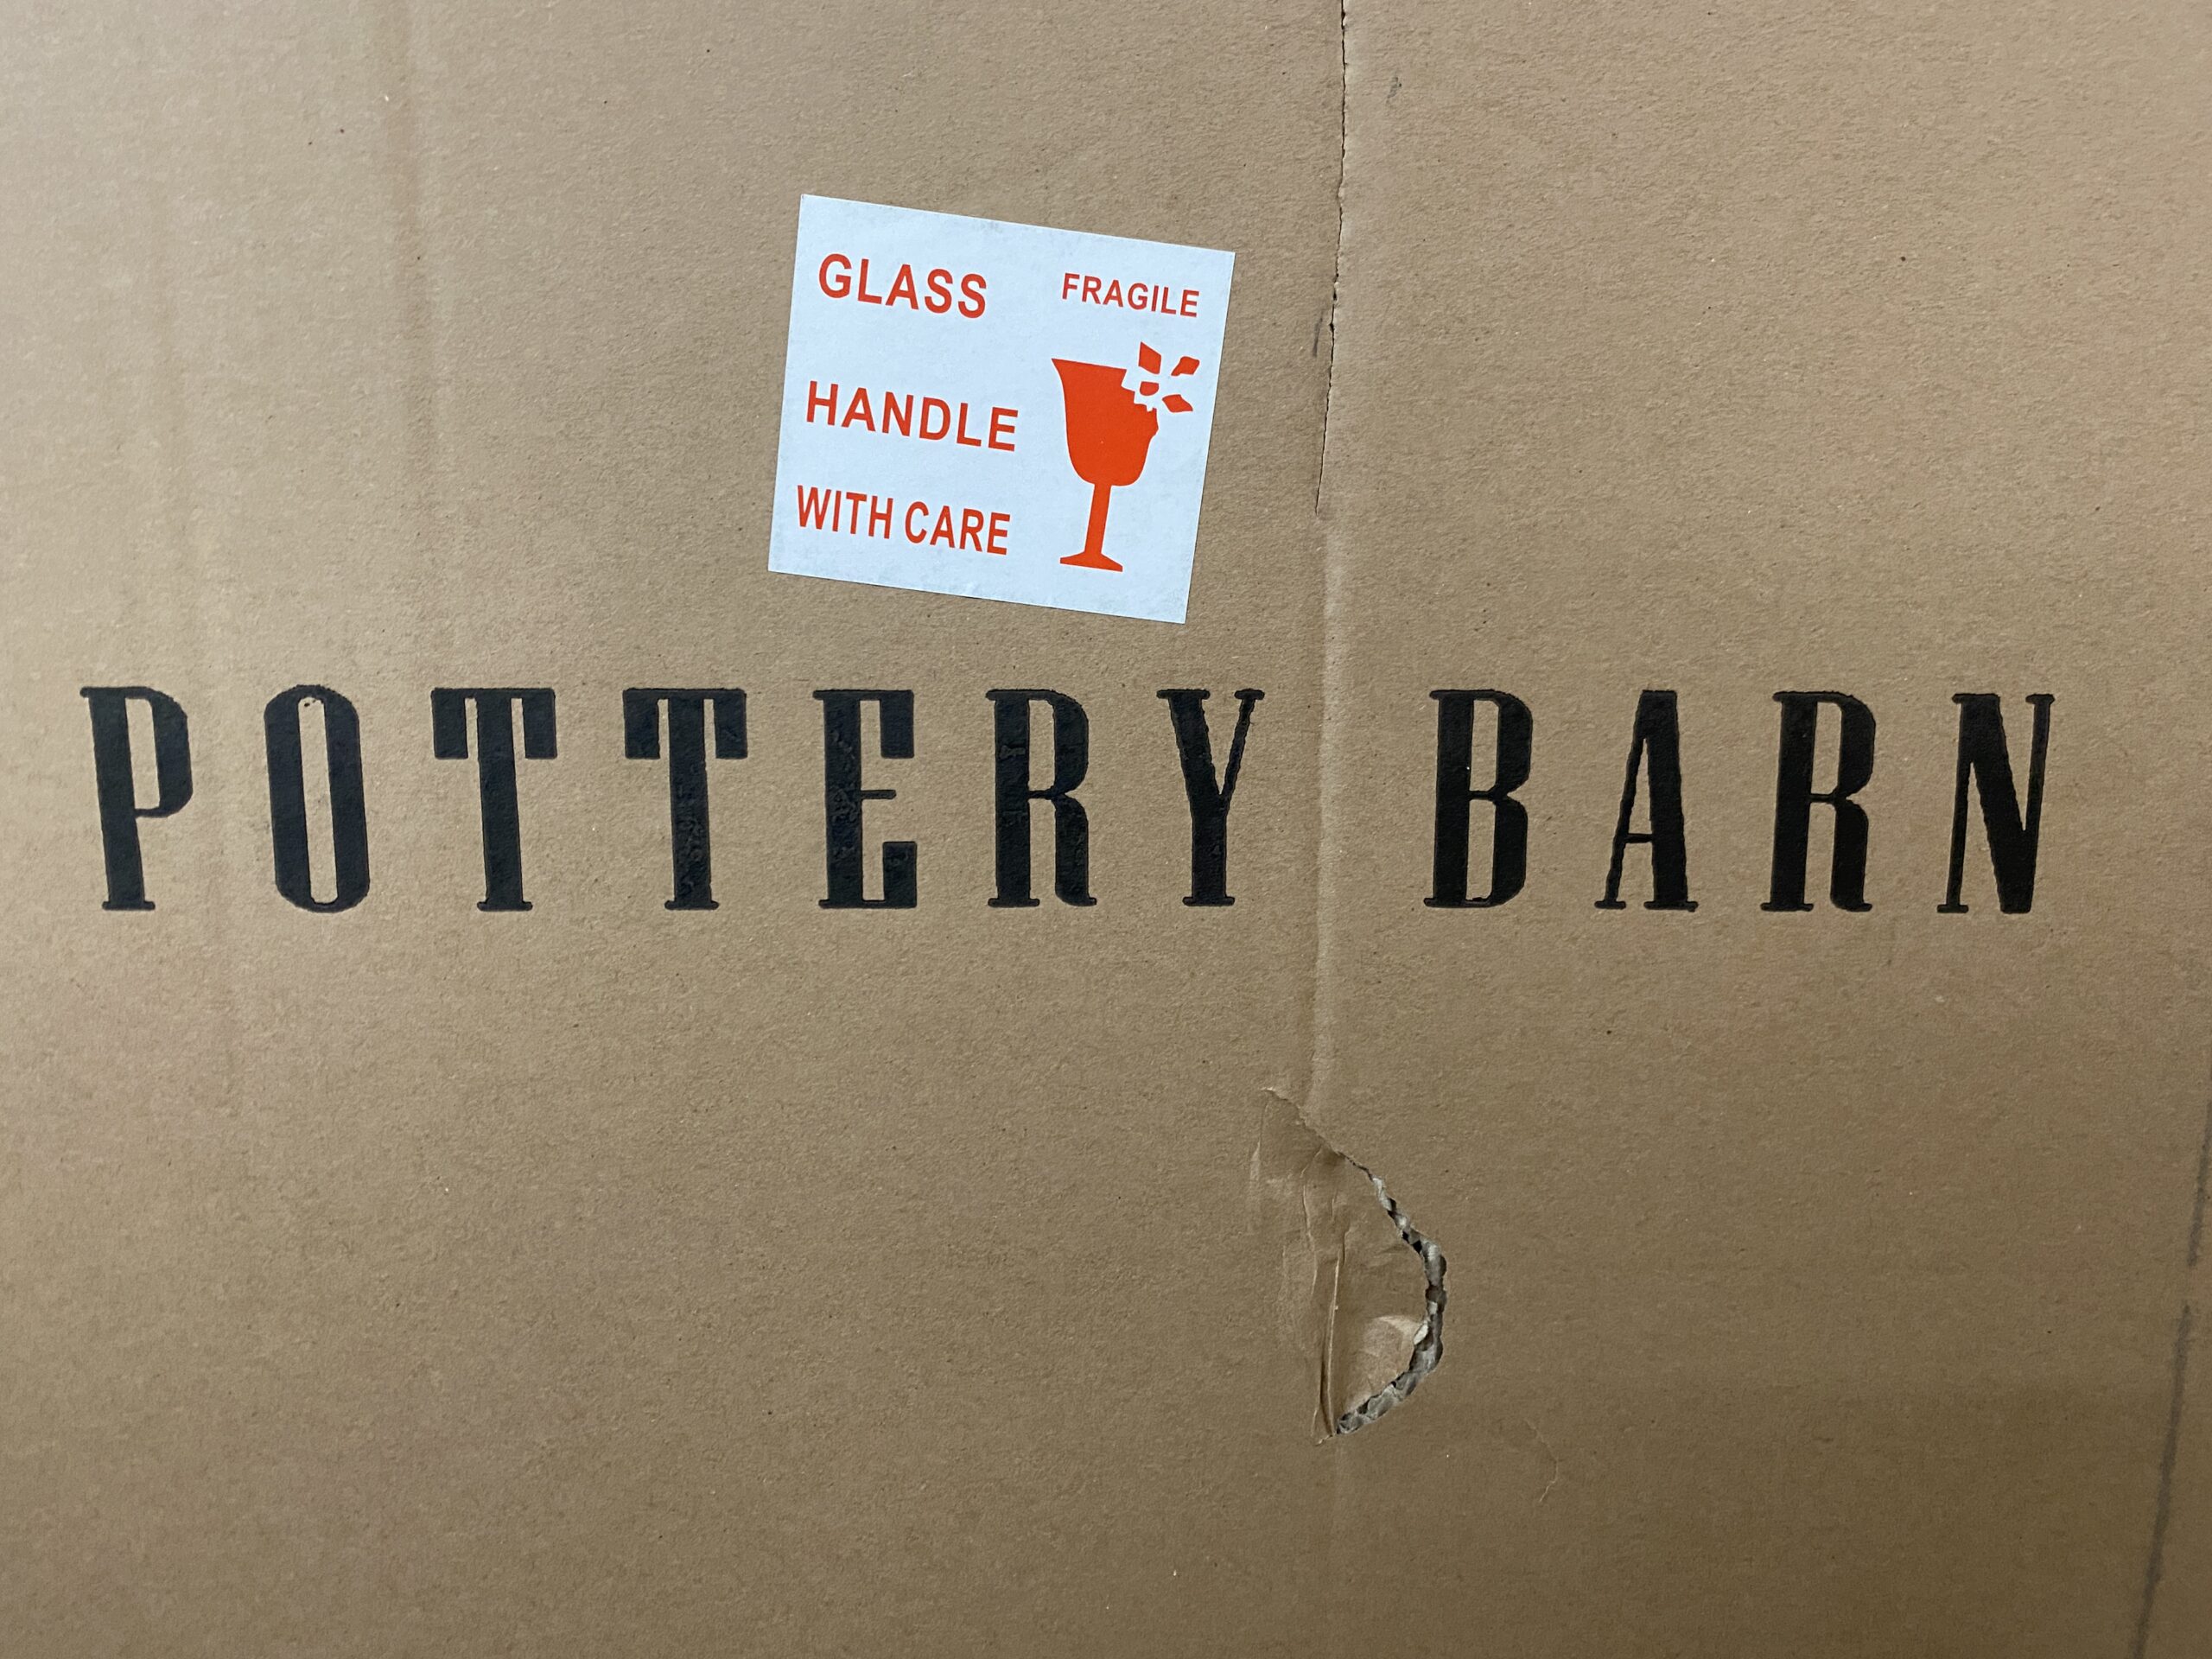 GLASS FRAGILE
HANDLE
WITH CARE
POTTERY BARN